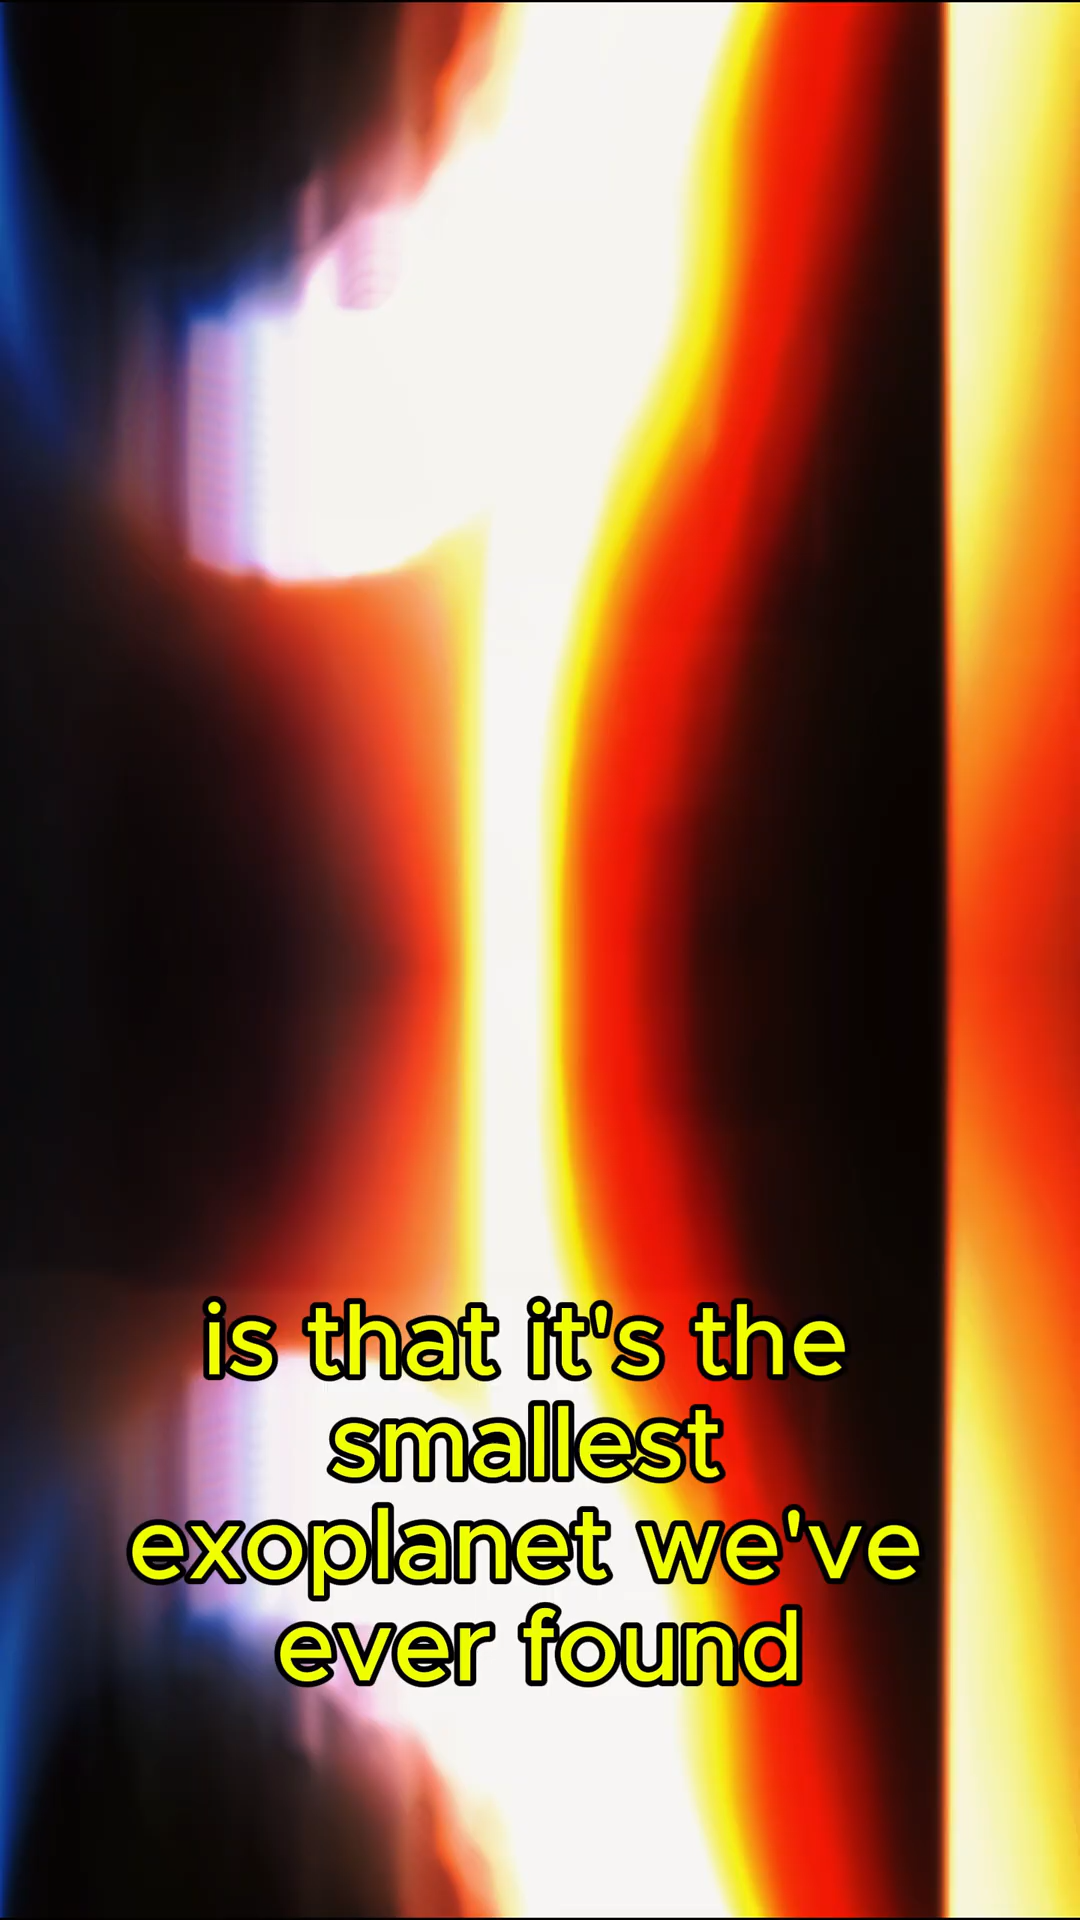 is that it's the
smallest
exoplanet we've
ever found